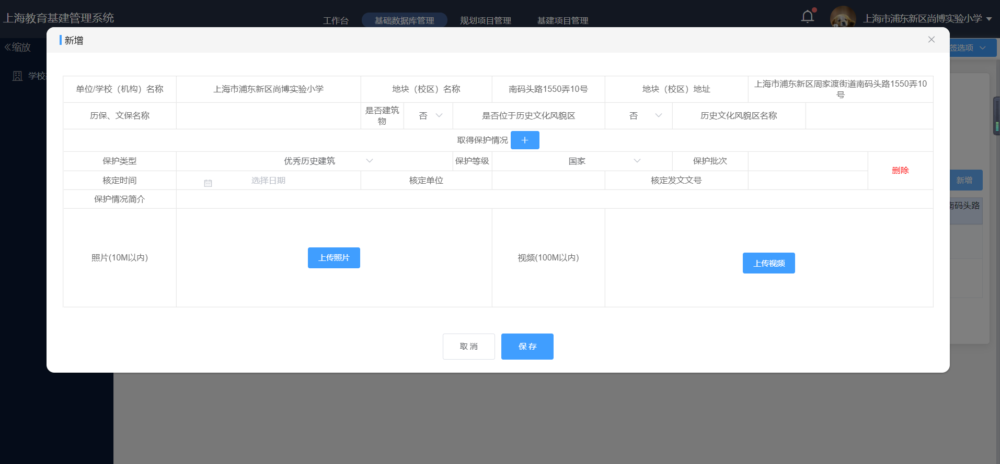 上海教育基建管理系统
工作台
基础数据库管理
规划项目管理
基建项目管理
上海市浦东新区尚博实验小学
缩放
签选项
学校
新增
单位/学校（机构）名称
上海市浦东新区尚博实验小学
地块（校区）名称
南码头路1550弄10号
地块（校区）地址
上海市浦东新区周家渡街道南码头路1550弄10
号
历保、文保名称
是否建筑
物
否
是否位于历史文化风貌区
否
历史文化风貌区名称
取得保护情况
保护类型
优秀历史建筑
保护等级
国家
保护批次
删除
核定时间
选择日期
核定单位
核定发文文号
新增
保护情况简介
南码头路
照片(10M以内)
上传照片
视频(100M以内)
上传视频
取消
保存